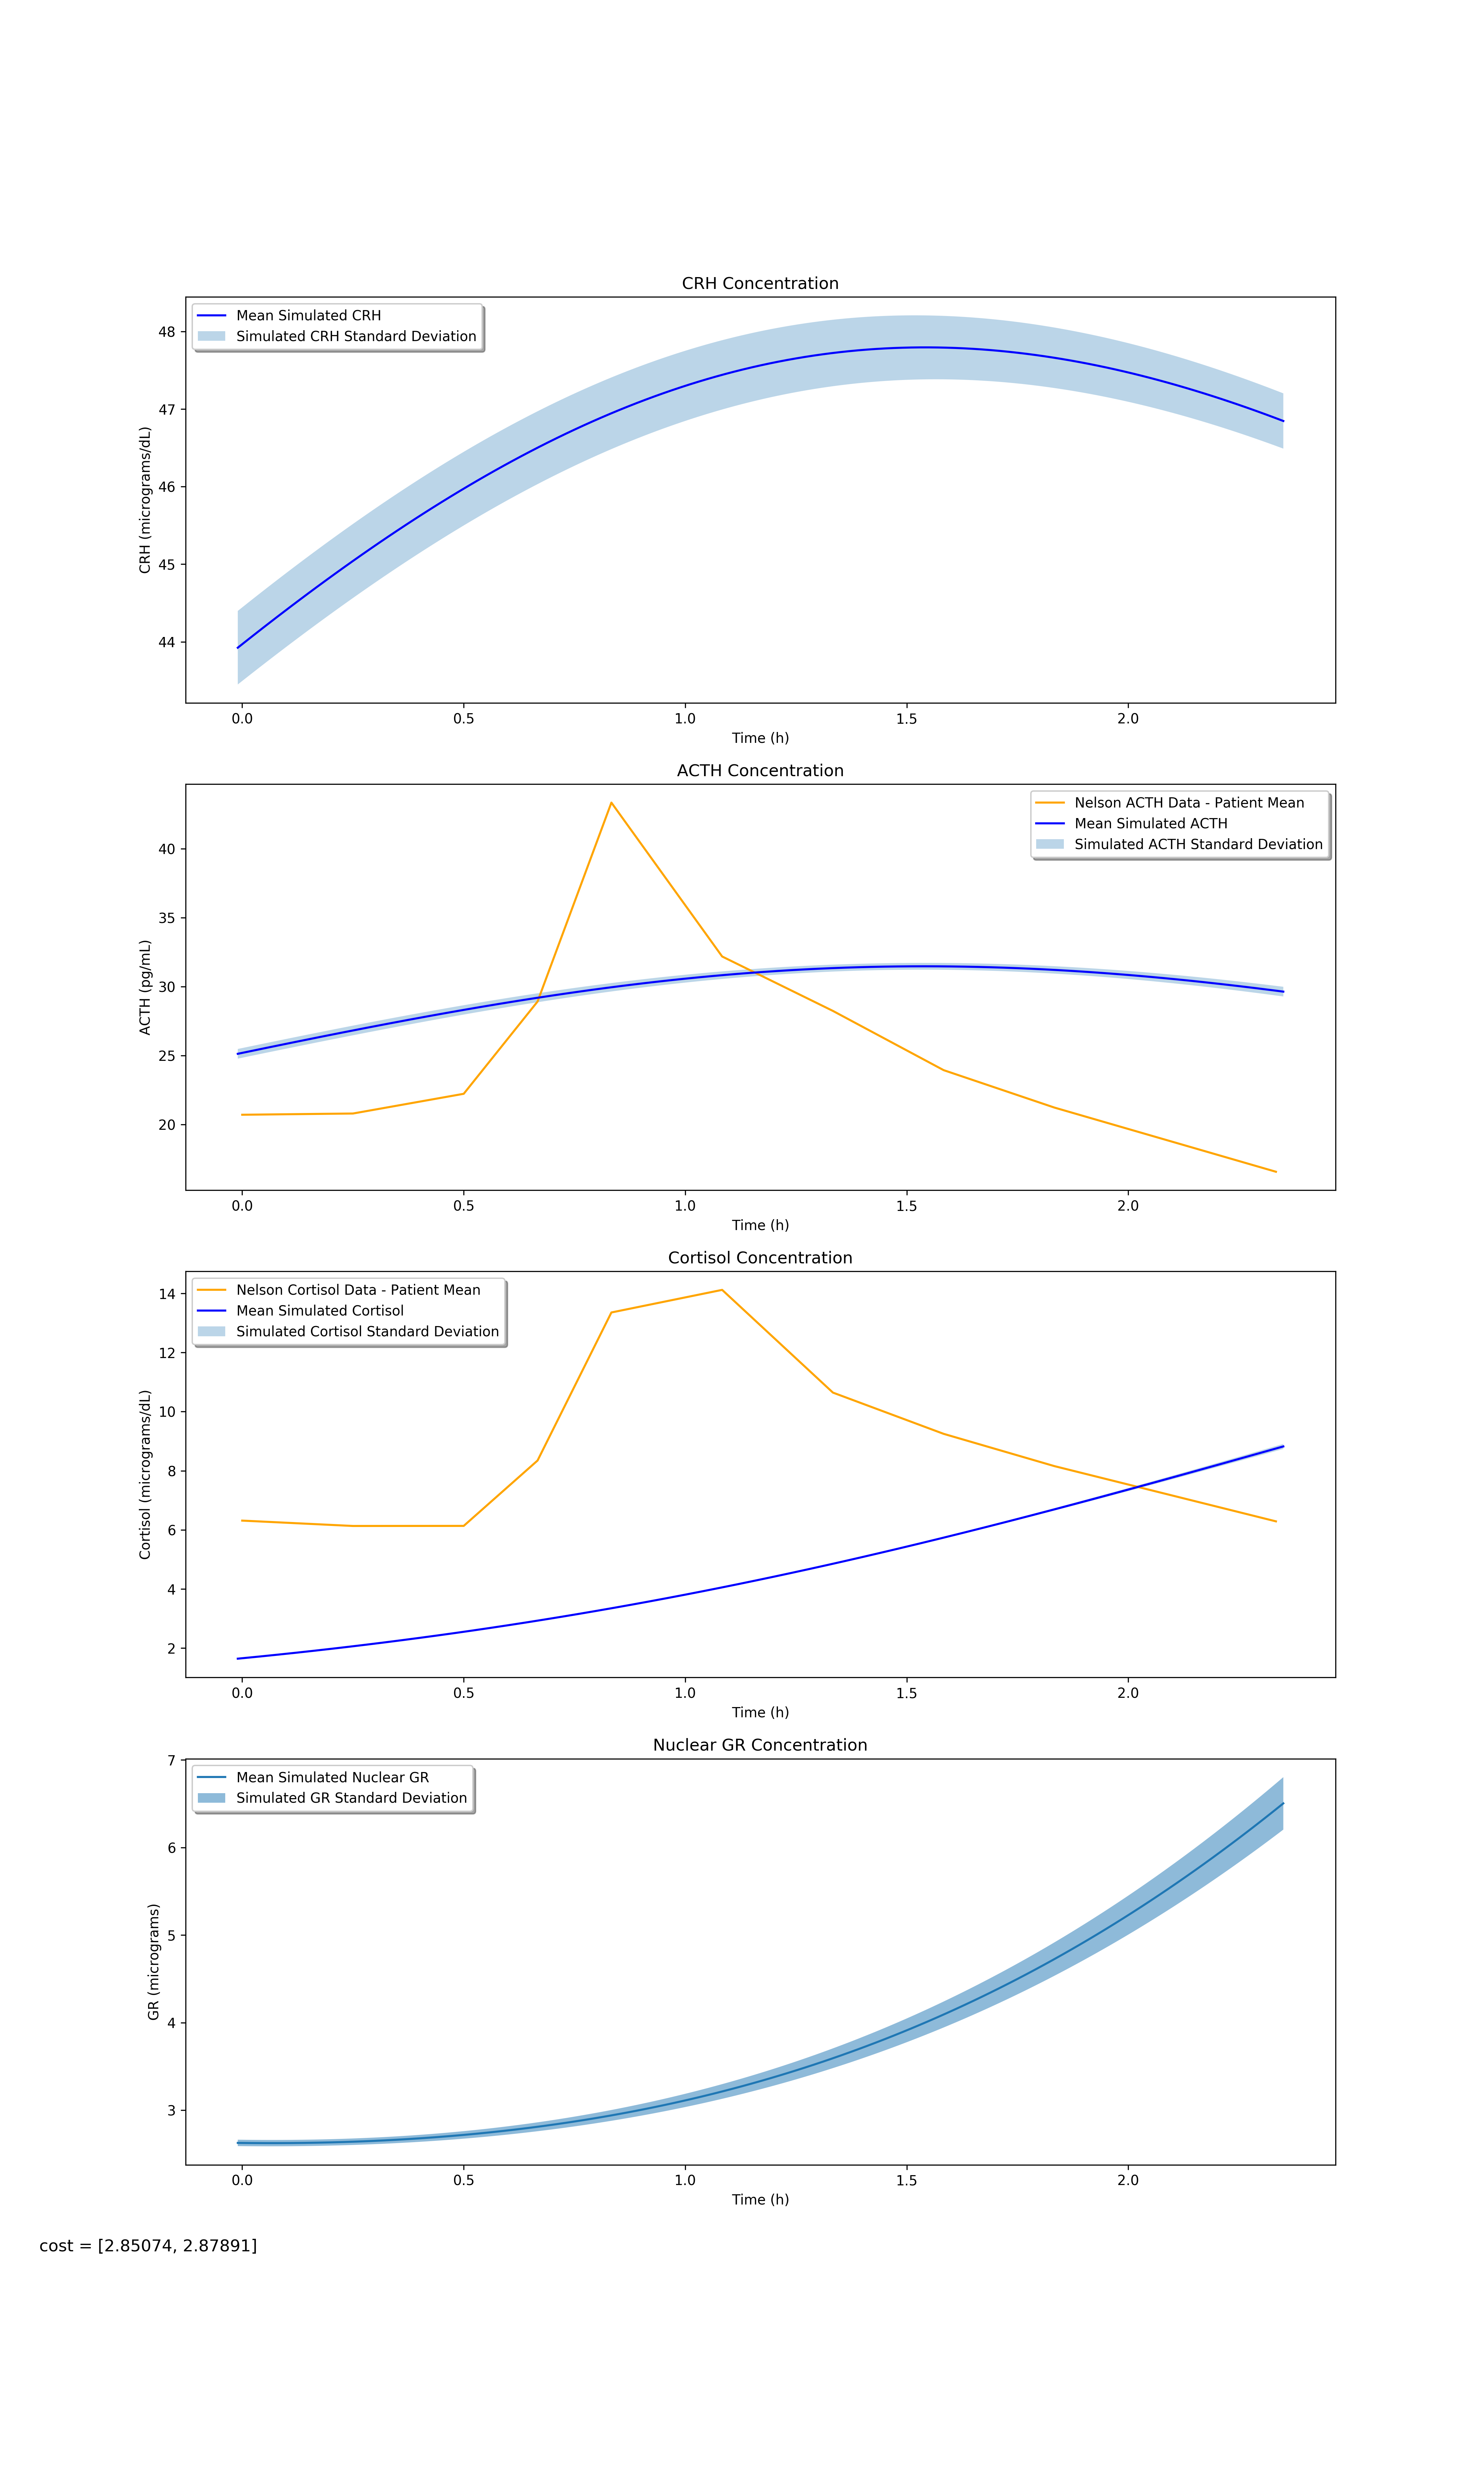 CRH Concentration
Mean Simulated CRH
Simulated CRH Standard Deviation
48
47
46
45
44
CRH (micrograms/dL)
0.0 0.5 1.0 1.5 2.0
Time (h)
ACTH Concentration
Nelson ACTH Data - Patient Mean
Mean Simulated ACTH
Simulated ACTH Standard Deviation
40
35
30
25
20
ACTH (pg/mL)
0.0 0.5 1.0 1.5 2.0
Time (h)
Cortisol Concentration
Nelson Cortisol Data - Patient Mean
Mean Simulated Cortisol
Simulated Cortisol Standard Deviation
14
12
10
8
6
4
2
Cortisol (micrograms/dL)
0.0 0.5 1.0 1.5 2.0
Time (h)
Nuclear GR Concentration
Mean Simulated Nuclear GR
Simulated GR Standard Deviation
7
6
5
4
3
GR (micrograms)
0.0 0.5 1.0 1.5 2.0
Time (h)
cost = [2.85074, 2.87891]